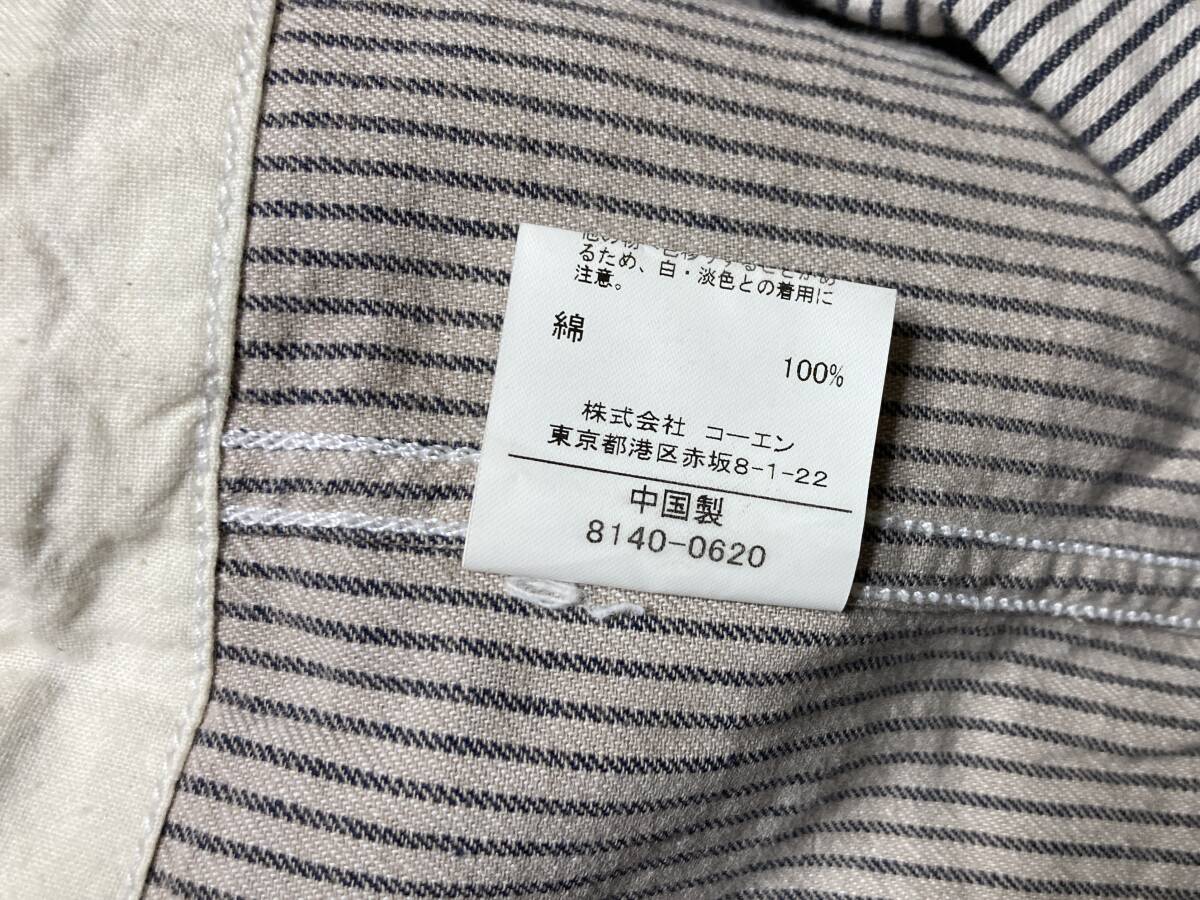 るため、白・淡色との着用に
注意。
綿
100%
株式会社 コーエン
東京都港区赤坂8-1-22
中国製
8140-0620